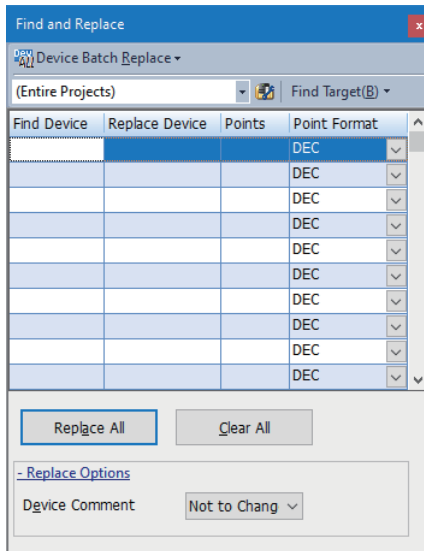 Find and Replace x
Device Batch Replace
(Entire Projects) Find Target(B)
Find Device Replace Device Points Point Format
DEC
DEC
DEC
DEC
DEC
DEC
DEC
DEC
DEC
DEC
Replace All Clear All
- Replace Options
Device Comment Not to Chang